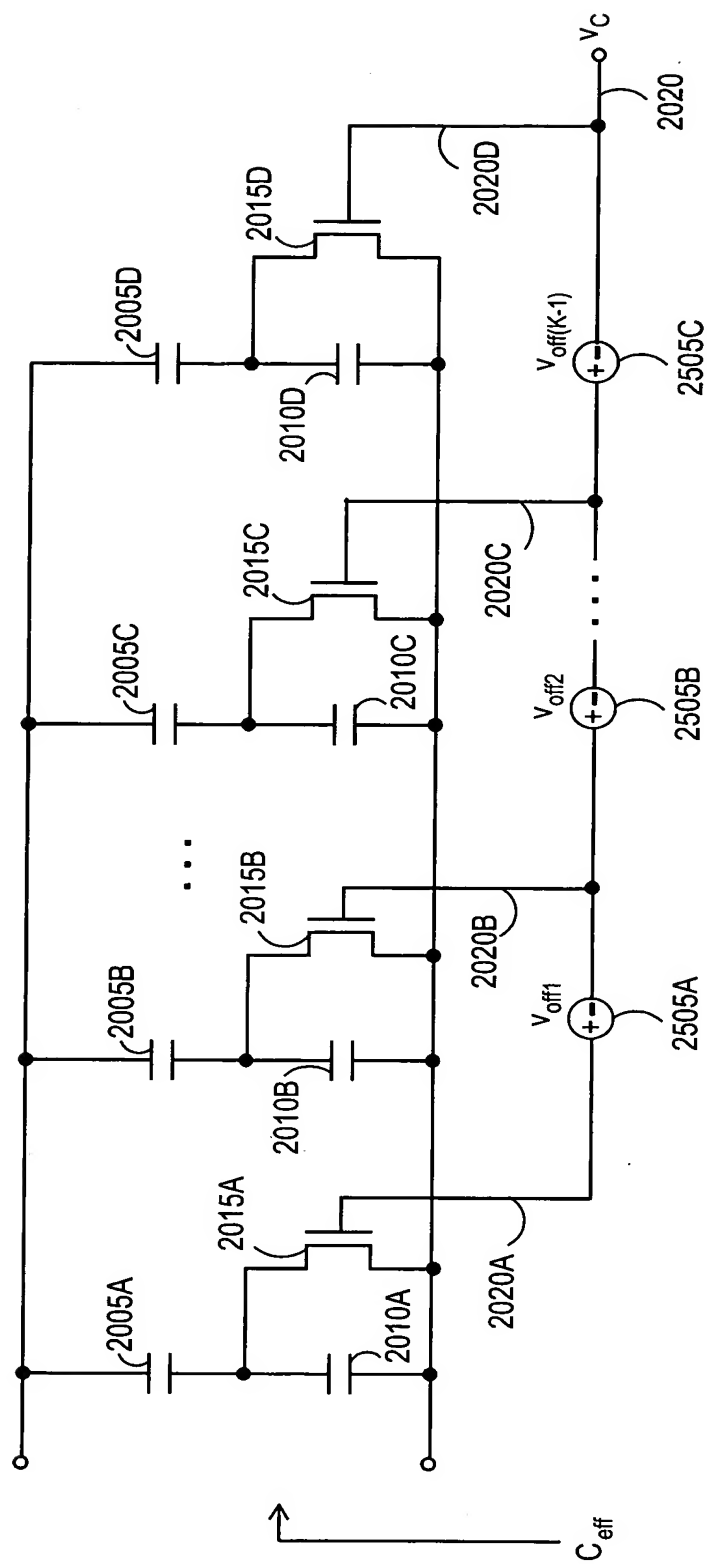 2005A
2005B
2005C
2005D
2015A
2015B
2015C
2015D
2010A
2010B
2010C
2010D
...
Ceff
2020A
2020B
2020C
2020D
Voff1
Voff2
Voff(K-1)
VC
+-
+-
...
+-
2020
2505A
2505B
2505C